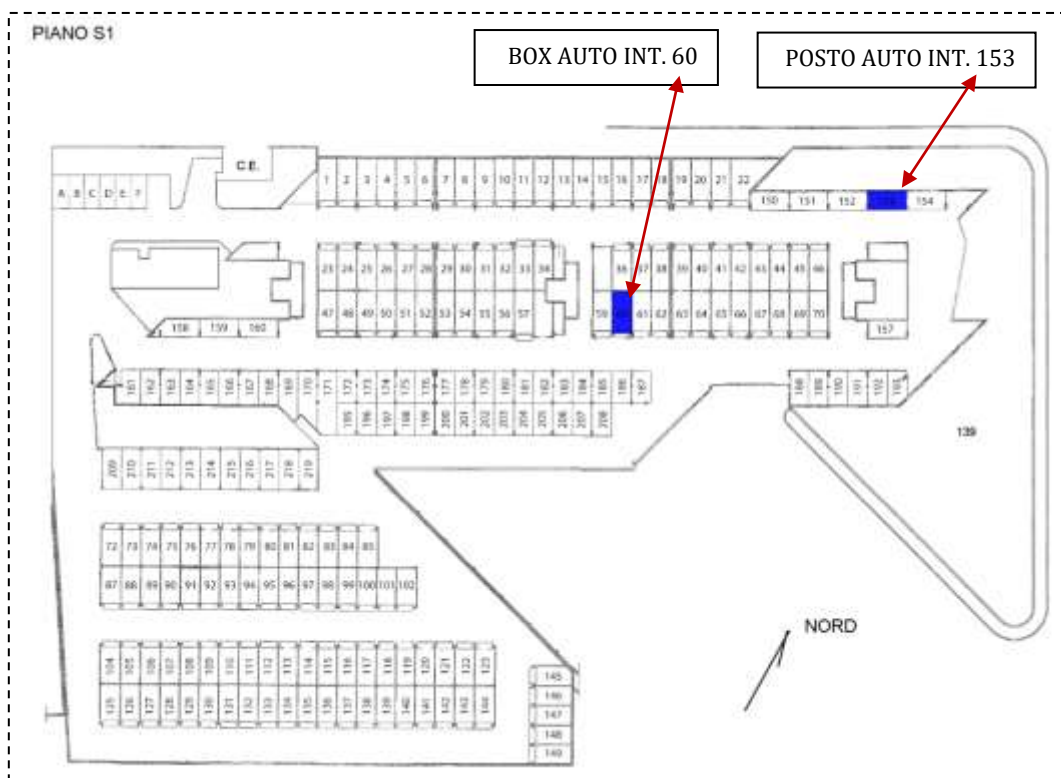 PIANO S1
BOX AUTO INT. 60
POSTO AUTO INT. 153
C.E.
A B C D E F
1 2 3 4 5 6 7 8 9 10 11 12 13 14 15 16 17 18 19 20 21 22
150 151 152 154
23 24 25 26 27 28 29 30 31 32 33 34
36 37 38 39 40 41 42 43 44 45 46
47 48 49 50 51 52 53 54 55 56 57
59 61 62 63 64 65 66 67 68 69 70
158 159 160
157
161 162 163 164 165 166 167 168 169 170 171 172 173 174 175 176 177 178 179 180 181 182 183 184 185 186 187
188 189 190 191 192 193
195 196 197 198 199 200 201 202 203 204 205 206 207 208
139
209 210 211 212 213 214 215 216 217 218 219
72 73 74 75 76 77 78 79 80 81 82 83 84 85
87 88 89 90 91 92 93 94 95 96 97 98 99 100 101 102
NORD
104 105 106 107 108 109 110 111 112 113 114 115 116 117 118 119 120 121 122 123
125 126 127 128 129 130 131 132 133 134 135 136 137 138 139 140 141 142 143 144
145
146
147
148
149